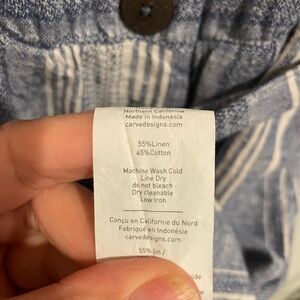 Northern California
Made in Indonesia
carvedesigns.com
55%Linen
45%Cotton
Machine Wash Cold
Line Dry
do not bleach
Dry cleanable
Low Iron
Conçu en Californie du Nord
Fabriqué en Indonésie
carvedesigns.com
55% lin /